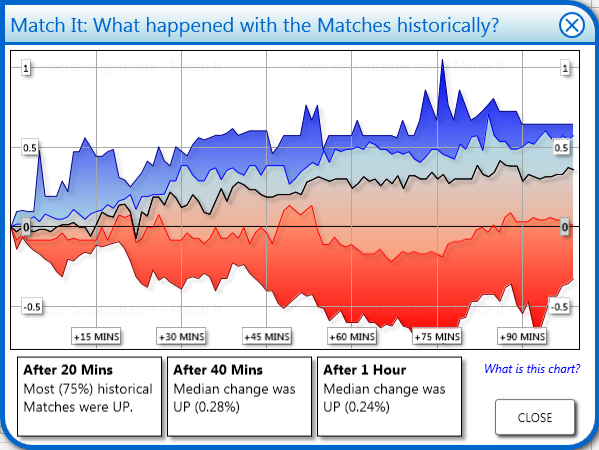 Match It: What happened with the Matches historically?
1
1
0.5
0.5
0
0
-0.5
-0.5
+15 MINS
+30 MINS
+45 MINS
+60 MINS
+75 MINS
+90 MINS
After 20 Mins
Most (75%) historical
Matches were UP.
After 40 Mins
Median change was
UP (0.28%)
After 1 Hour
Median change was
UP (0.24%)
What is this chart?
CLOSE